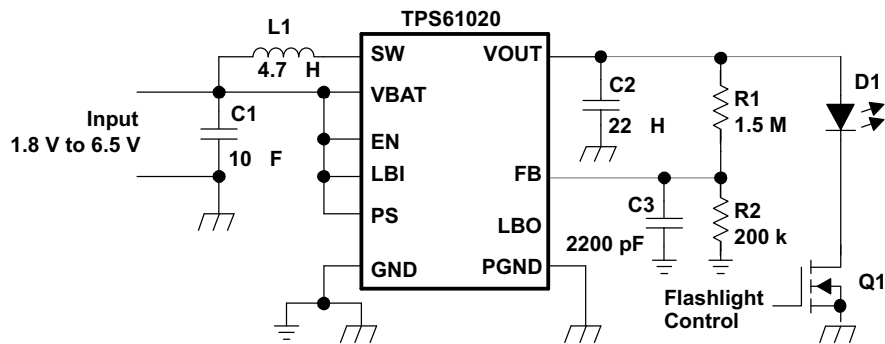 TPS61020
L1
4.7 H
SW
VOUT
VBAT
C1
10 F
Input
1.8 V to 6.5 V
EN
LBI
PS
GND
FB
LBO
PGND
C2
22 H
R1
1.5 M
D1
C3
2200 pF
R2
200 k
Flashlight
Control
Q1